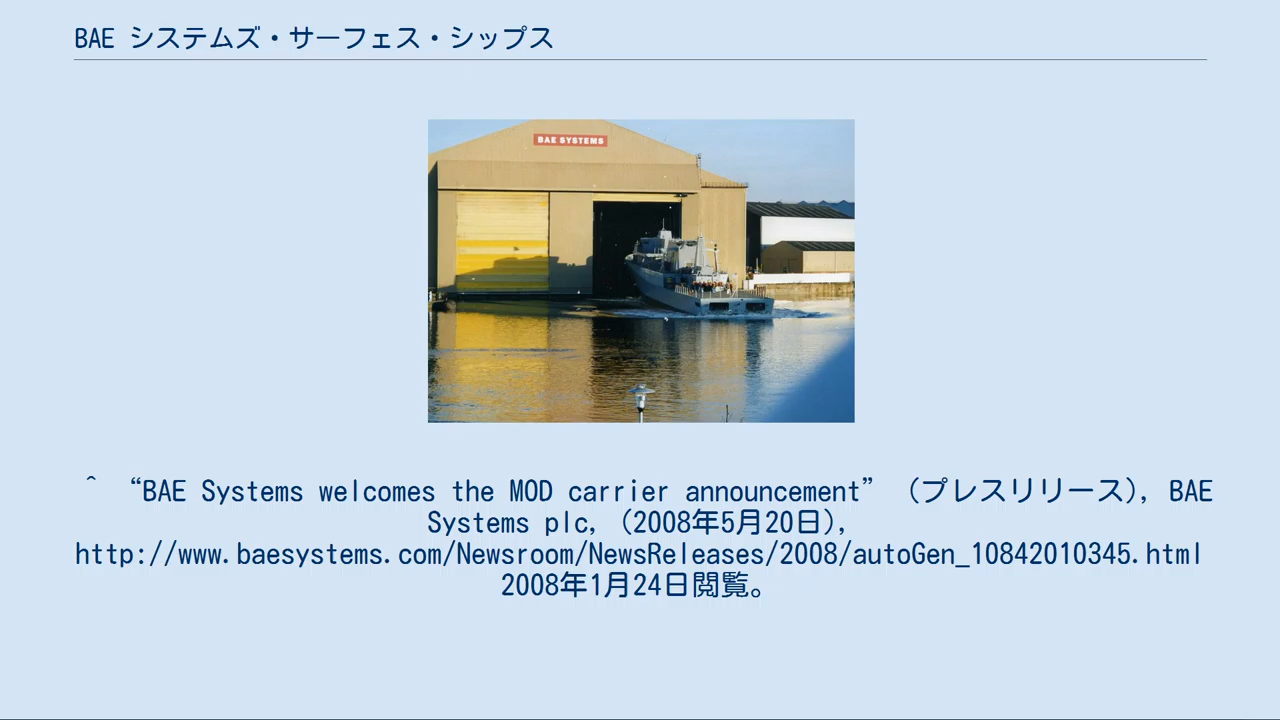 BAE システムズ・サーフェス・シップス
BAE SYSTEMS
^ “BAE Systems welcomes the MOD carrier announcement” (プレスリリース), BAE
Systems plc, (2008年5月20日),
http://www.baesystems.com/Newsroom/NewsReleases/2008/autoGen_10842010345.html
2008年1月24日閲覧。